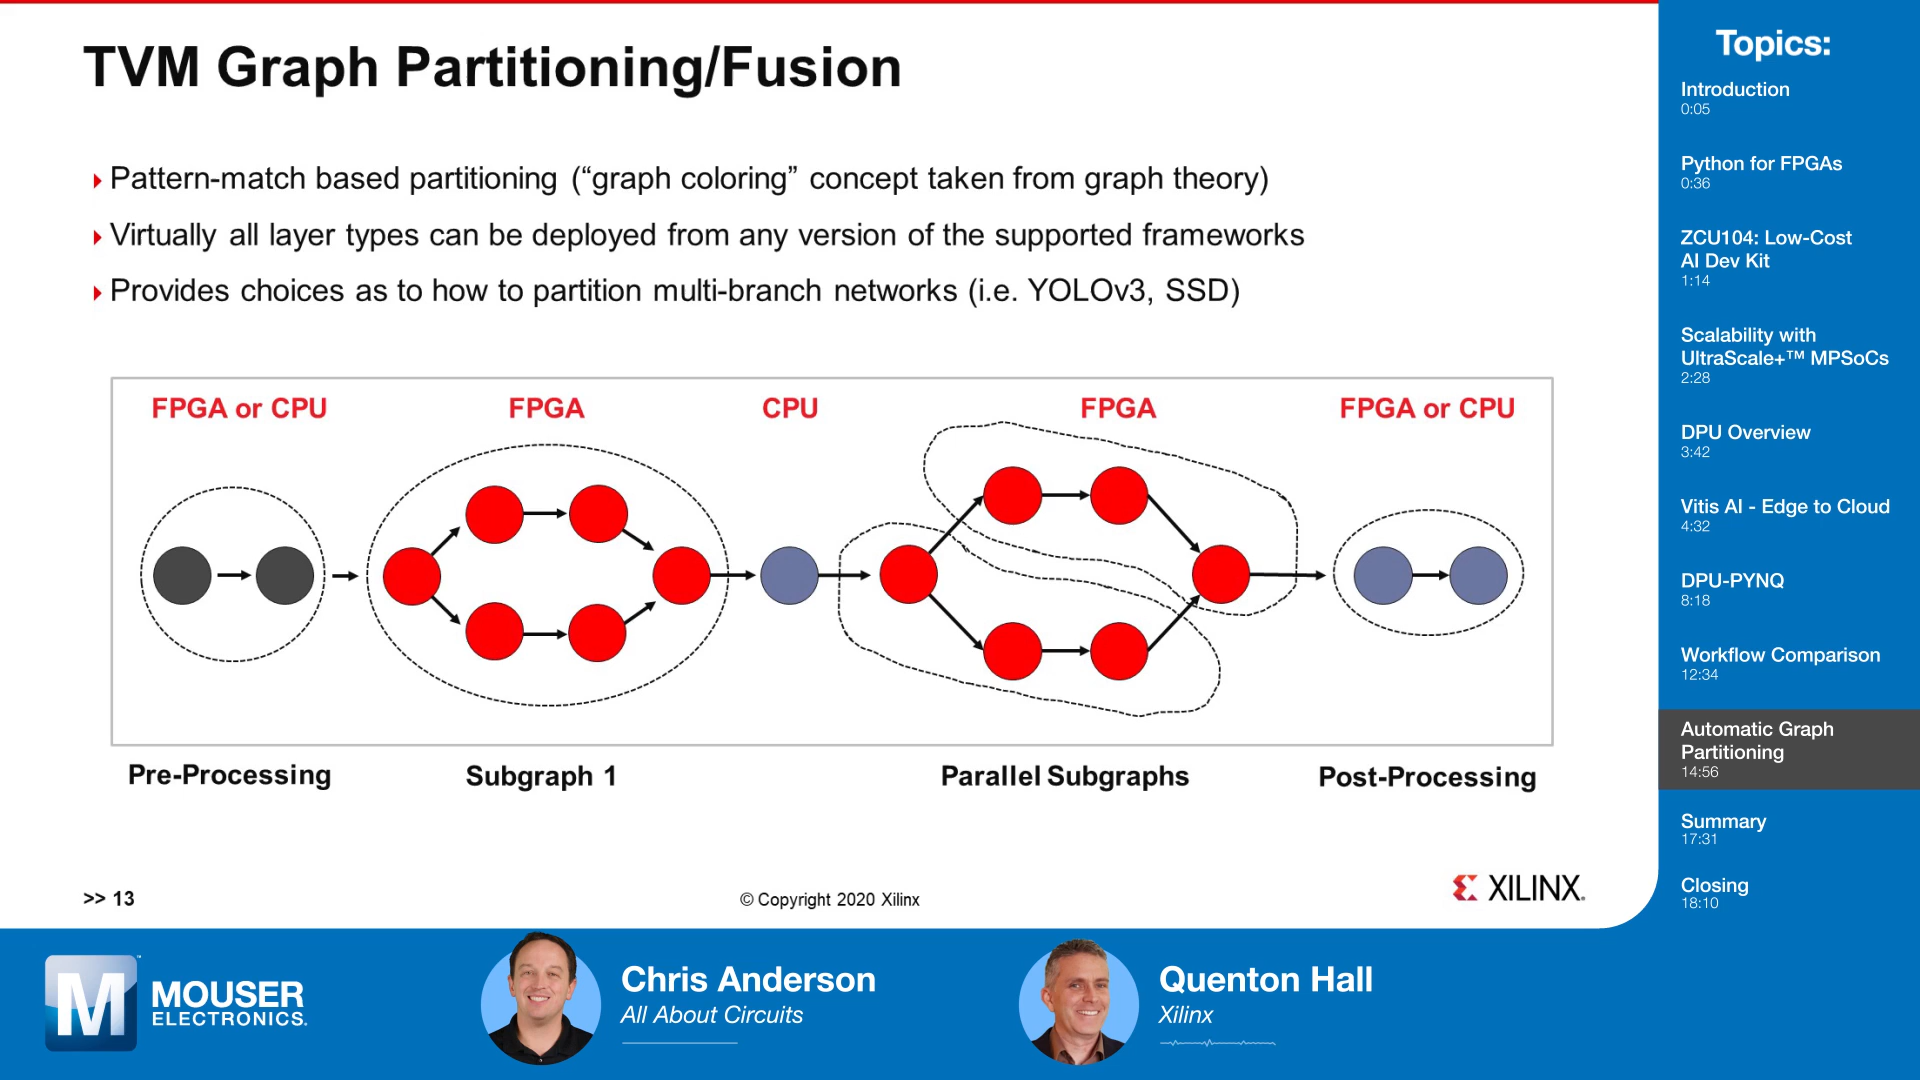 TVM Graph Partitioning/Fusion
Pattern-match based partitioning (“graph coloring” concept taken from graph theory)
Virtually all layer types can be deployed from any version of the supported frameworks
Provides choices as to how to partition multi-branch networks (i.e. YOLOv3, SSD)
FPGA or CPU
FPGA
CPU
FPGA
FPGA or CPU
Pre-Processing
Subgraph 1
Parallel Subgraphs
Post-Processing
>> 13
© Copyright 2020 Xilinx
XILINX.
Topics:
Introduction
0:05
Python for FPGAs
0:36
ZCU104: Low-Cost
AI Dev Kit
1:14
Scalability with
UltraScale+™ MPSoCs
2:28
DPU Overview
3:42
Vitis AI - Edge to Cloud
4:32
DPU-PYNQ
8:18
Workflow Comparison
12:34
Automatic Graph
Partitioning
14:56
Summary
17:31
Closing
18:10
M
MOUSER
ELECTRONICS.
Chris Anderson
All About Circuits
Quenton Hall
Xilinx